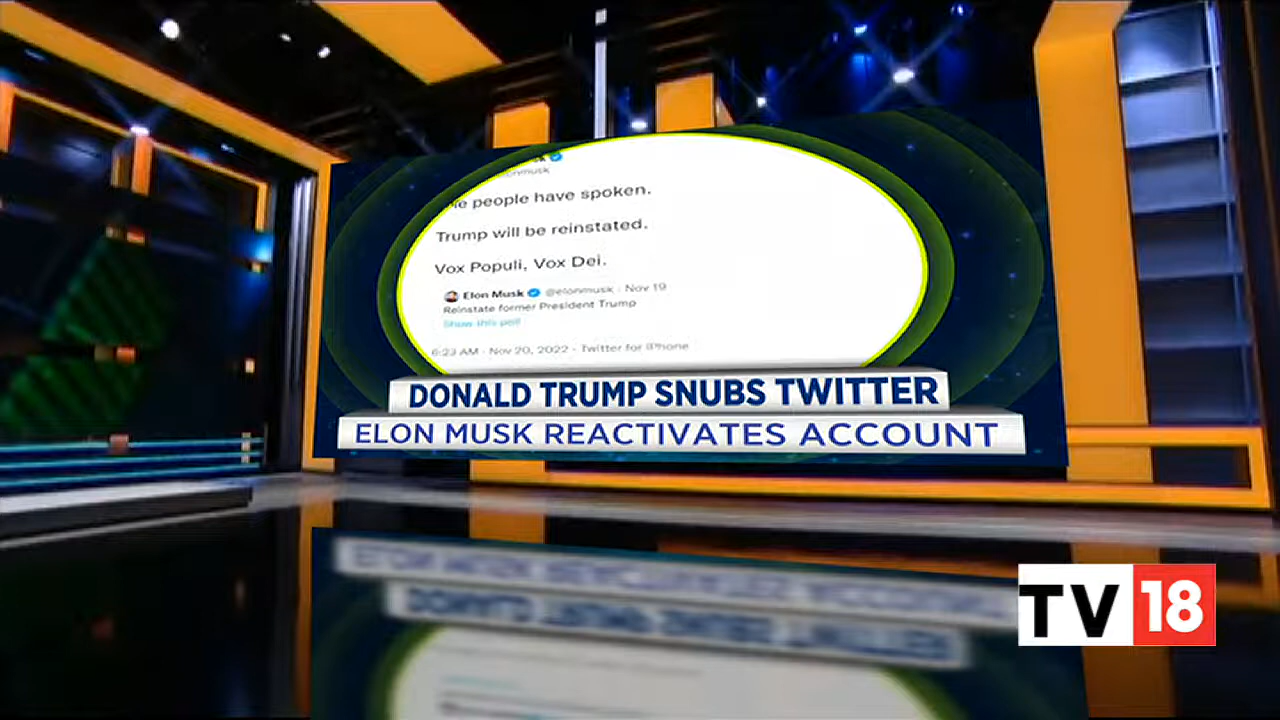 people have spoken.
Trump will be reinstated.
Vox Populi, Vox Dei.
Elon Musk @elonmusk · Nov 19
Reinstate former President Trump
Show this poll
6:23 AM · Nov 20, 2022 · Twitter for iPhone
DONALD TRUMP SNUBS TWITTER
ELON MUSK REACTIVATES ACCOUNT
TV18